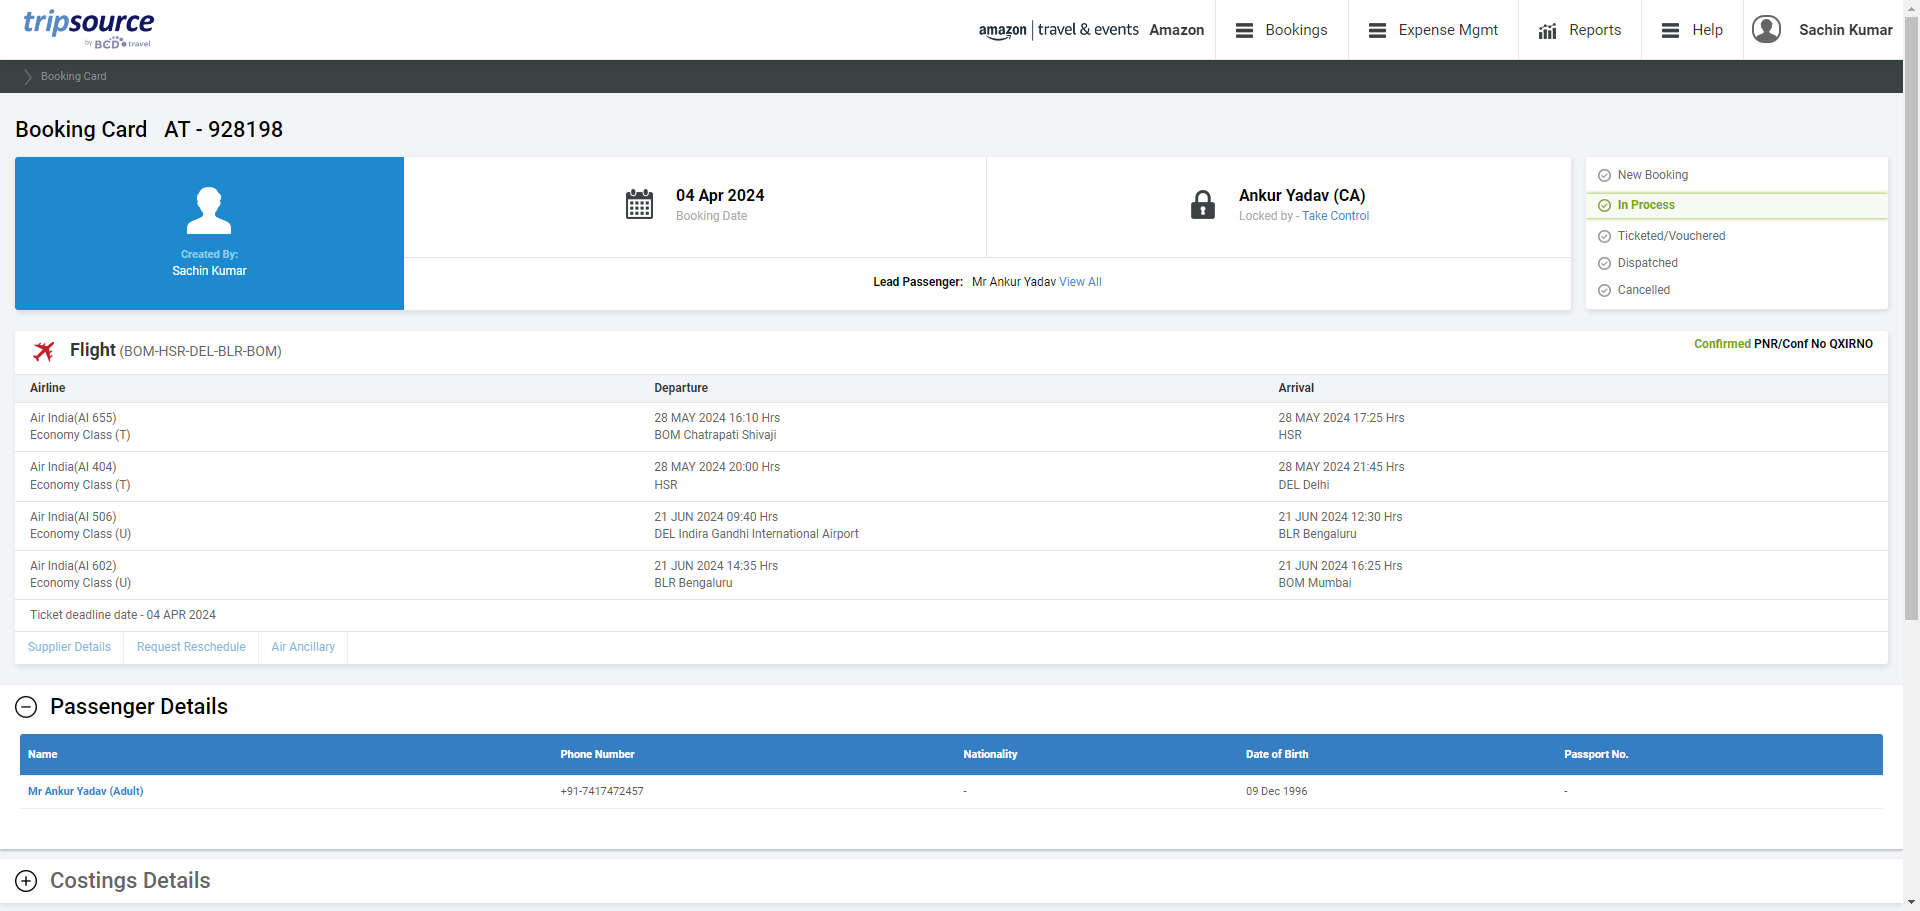 tripsource
by BCD travel
amazon | travel & events Amazon
Bookings
Expense Mgmt
Reports
Help
Sachin Kumar
Booking Card
Booking Card AT - 928198
Created By:
Sachin Kumar
04 Apr 2024
Booking Date
Ankur Yadav (CA)
Locked by - Take Control
Lead Passenger: Mr Ankur Yadav View All
New Booking
In Process
Ticketed/Vouchered
Dispatched
Cancelled
Flight (BOM-HSR-DEL-BLR-BOM)
Confirmed PNR/Conf No QXIRNO
Airline Departure Arrival
Air India(AI 655) 28 MAY 2024 16:10 Hrs 28 MAY 2024 17:25 Hrs
Economy Class (T) BOM Chatrapati Shivaji HSR
Air India(AI 404) 28 MAY 2024 20:00 Hrs 28 MAY 2024 21:45 Hrs
Economy Class (T) HSR DEL Delhi
Air India(AI 506) 21 JUN 2024 09:40 Hrs 21 JUN 2024 12:30 Hrs
Economy Class (U) DEL Indira Gandhi International Airport BLR Bengaluru
Air India(AI 602) 21 JUN 2024 14:35 Hrs 21 JUN 2024 16:25 Hrs
Economy Class (U) BLR Bengaluru BOM Mumbai
Ticket deadline date - 04 APR 2024
Supplier Details Request Reschedule Air Ancillary
Passenger Details
Name Phone Number Nationality Date of Birth Passport No.
Mr Ankur Yadav (Adult) +91-7417472457 - 09 Dec 1996 -
Costings Details